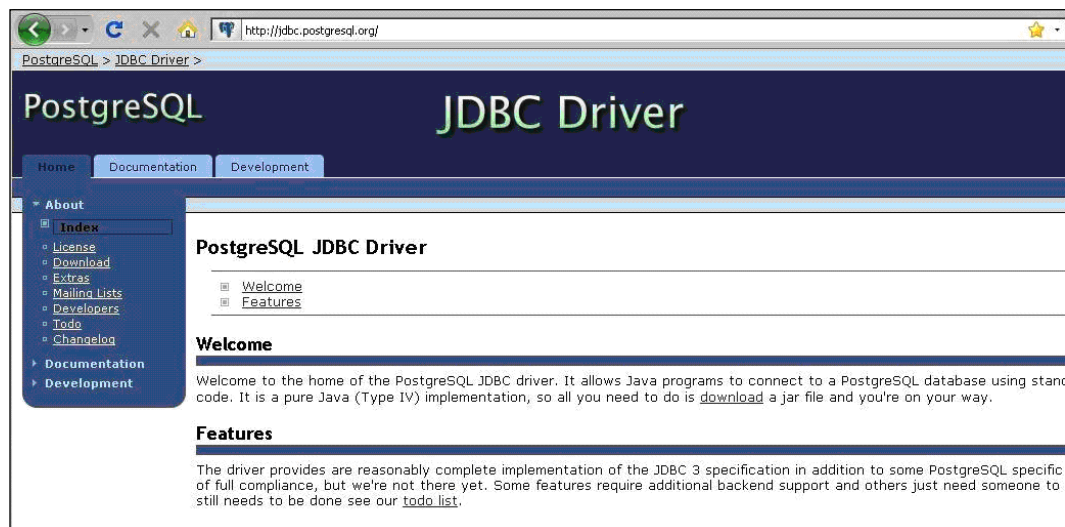 http://jdbc.postgresql.org/
PostgreSQL > JDBC Driver >
PostgreSQL
JDBC Driver
Home
Documentation
Development
About
Index
License
Download
Extras
Mailing Lists
Developers
Todo
Changelog
Documentation
Development
PostgreSQL JDBC Driver
Welcome
Features
Welcome
Welcome to the home of the PostgreSQL JDBC driver. It allows Java programs to connect to a PostgreSQL database using
code. It is a pure Java (Type IV) implementation, so all you need to do is download a jar file and you're on your way.
Features
The driver provides are reasonably complete implementation of the JDBC 3 specification in addition to some PostgreSQL specific
of full compliance, but we're not there yet. Some features require additional backend support and others just need someone to
still needs to be done see our todo list.